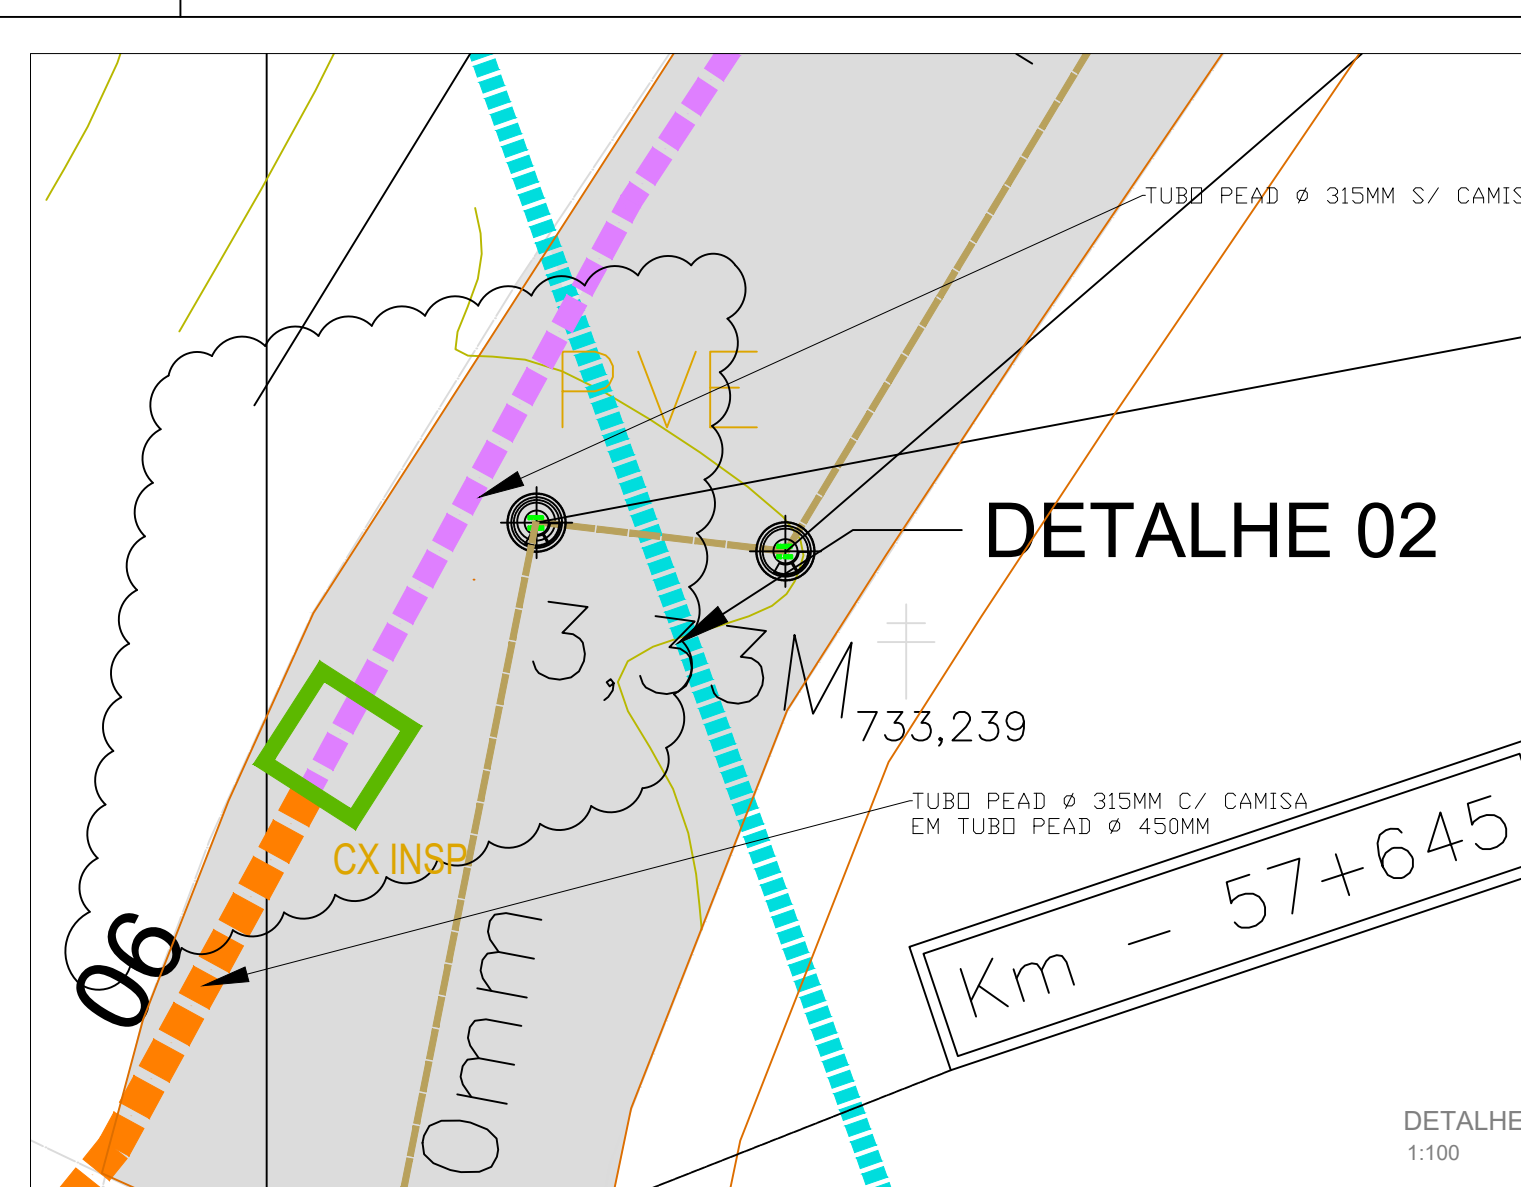 TUBO PEAD Ø 315MM S/ CAMIS
PVE
DETALHE 02
3,33M
733,239
TUBO PEAD Ø 315MM C/ CAMISA
EM TUBO PEAD Ø 450MM
Km - 57+645
CX INSP
06
0mm
DETALHE
1:100